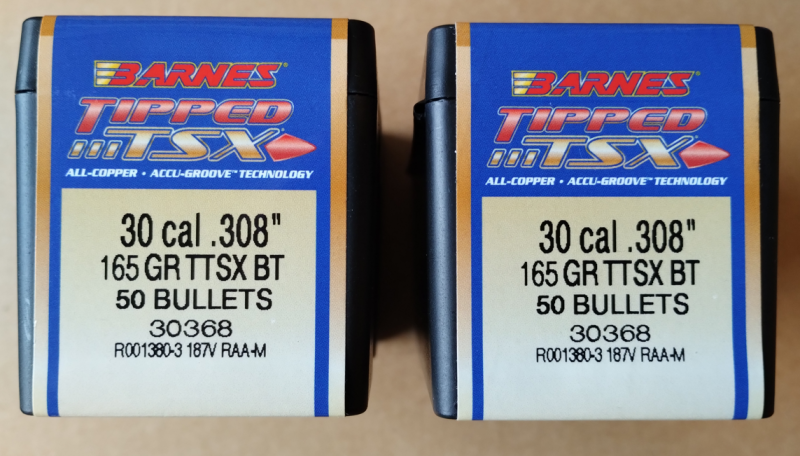 BARNES®
TIPPED
TSX®
ALL-COPPER • ACCU-GROOVE™ TECHNOLOGY
30 cal .308"
165 GR TTSX BT
50 BULLETS
30368
R001380-3 187V RAA-M
BARNES®
TIPPED
TSX
ALL-COPPER • ACCU-GROOVE™ TECHNOLOGY
30 cal .308"
165 GR TTSX BT
50 BULLETS
30368
R001380-3 187V RAA-M